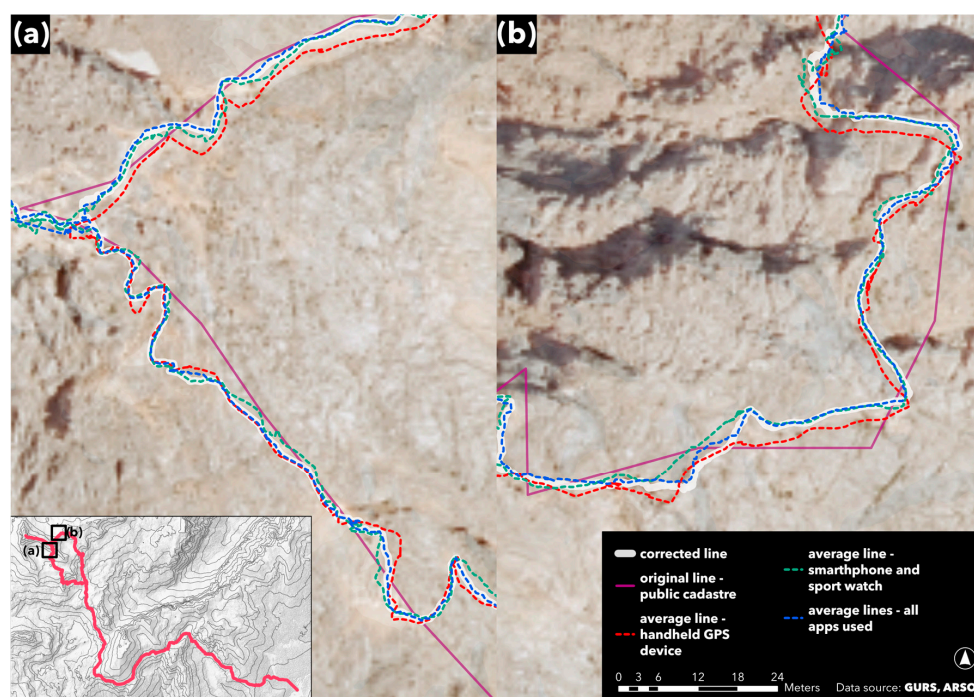 (a)
(b)
(b)
(a)
corrected line
original line -
public cadastre
average line -
handheld GPS
device
average line -
smarthphone and
sport watch
average lines - all
apps used
0 3 6 12 18 24
Meters
Data source: GURS, ARSO